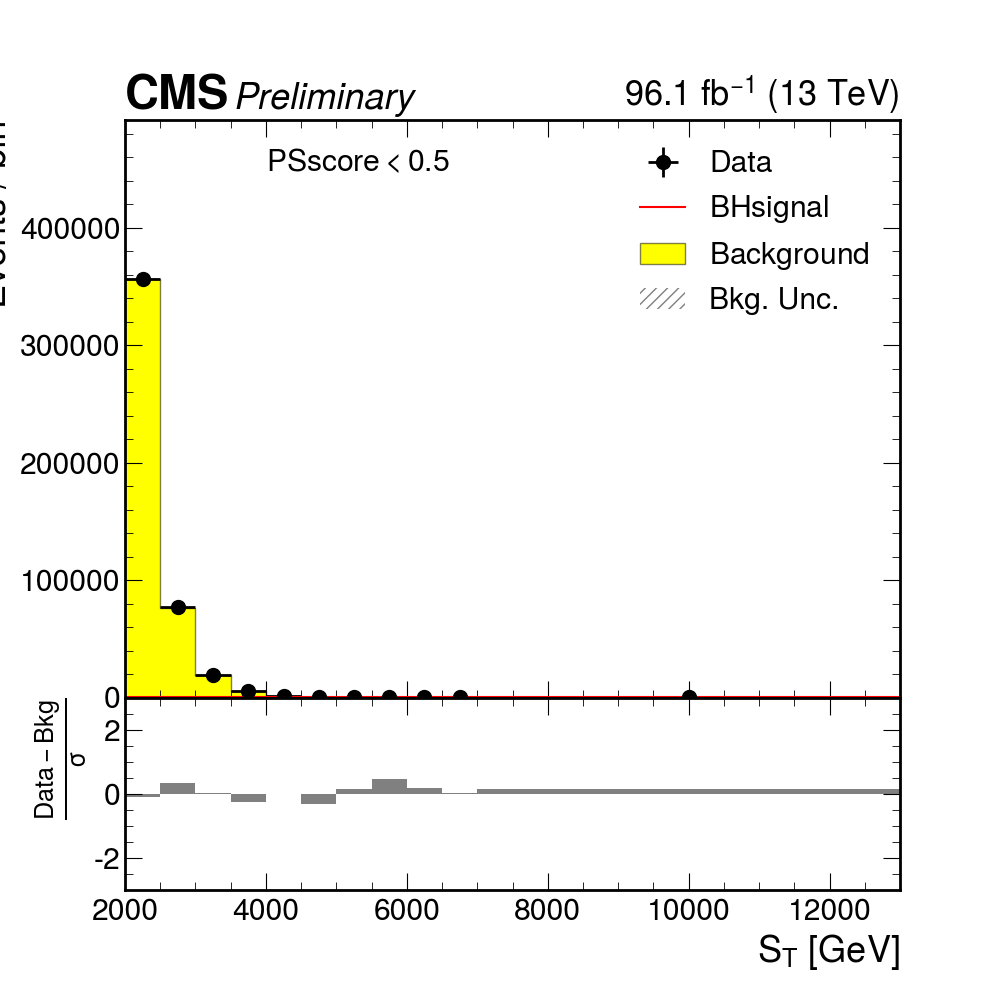 CMS Preliminary
96.1 fb⁻¹ (13 TeV)
PSscore < 0.5
Data
BHsignal
Background
Bkg. Unc.
400000
300000
200000
100000
0
Data − Bkg
σ
2
0
-2
2000 4000 6000 8000 10000 12000
S_T [GeV]